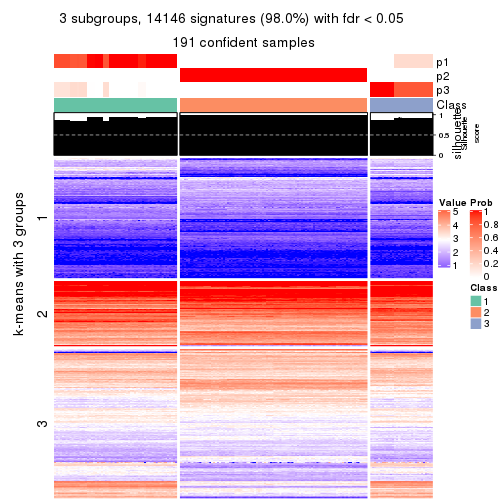 3 subgroups, 14146 signatures (98.0%) with fdr < 0.05
191 confident samples
p1
p2
p3
Class
silhouette
Silhouette
score
1
0.5
0
k-means with 3 groups
1
2
3
Value
5
4
3
2
1
Prob
1
0.8
0.6
0.4
0.2
0
Class
1
2
3